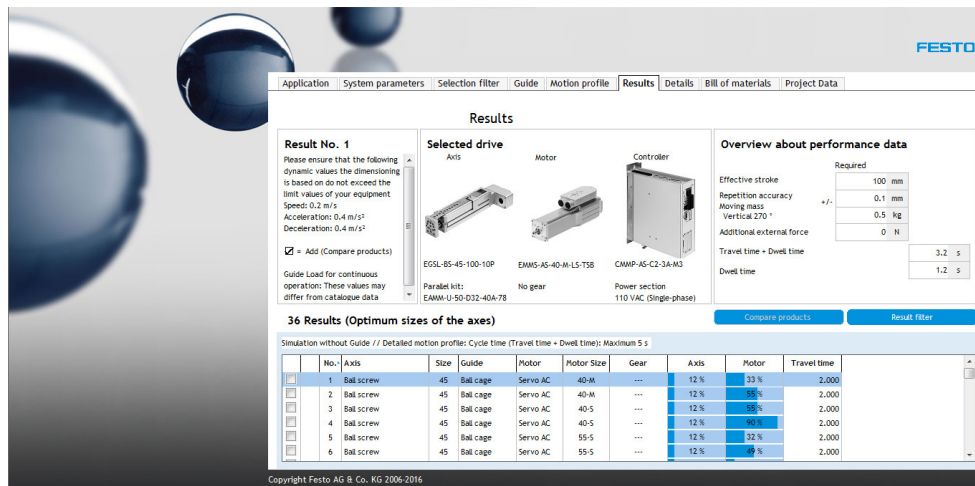 FESTO
Application System parameters Selection filter Guide Motion profile Results Details Bill of materials Project Data
Results
Result No. 1
Please ensure that the following
dynamic values the dimensioning
is based on do not exceed the
limit values of your equipment
Speed: 0.2 m/s
Acceleration: 0.4 m/s²
Deceleration: 0.4 m/s²
= Add (Compare products)
Guide Load for continuous
operation: These values may
differ from catalogue data
Selected drive
Axis Motor Controller
EGSL-BS-45-100-10P EMMS-AS-40-M-LS-TSB CMMP-AS-C2-3A-M3
Parallel kit: No gear Power section
EAMM-U-50-D32-40A-78 110 VAC (Single-phase)
Overview about performance data
Required
Effective stroke 100 mm
Repetition accuracy +/- 0.1 mm
Moving mass
Vertical 270 ° 0.5 kg
Additional external force 0 N
Travel time + Dwell time 3.2 s
Dwell time 1.2 s
36 Results (Optimum sizes of the axes)
Compare products Result filter
Simulation without Guide // Detailed motion profile: Cycle time (Travel time + Dwell time): Maximum 5 s
No. Axis Size Guide Motor Motor Size Gear Axis Motor Travel time
1 Ball screw 45 Ball cage Servo AC 40-M --- 12 % 33 % 2.000
2 Ball screw 45 Ball cage Servo AC 40-M --- 12 % 55 % 2.000
3 Ball screw 45 Ball cage Servo AC 40-S --- 12 % 55 % 2.000
4 Ball screw 45 Ball cage Servo AC 40-S --- 12 % 90 % 2.000
5 Ball screw 45 Ball cage Servo AC 55-S --- 12 % 32 % 2.000
6 Ball screw 45 Ball cage Servo AC 55-S --- 12 % 49 % 2.000
Copyright Festo AG & Co. KG 2006-2016